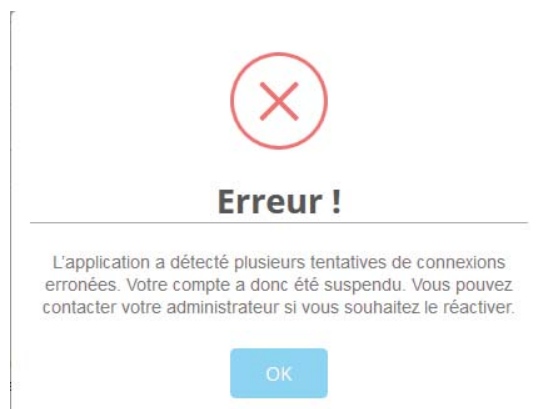 Erreur !
L'application a détecté plusieurs tentatives de connexions
erronées. Votre compte a donc été suspendu. Vous pouvez
contacter votre administrateur si vous souhaitez le réactiver.
OK